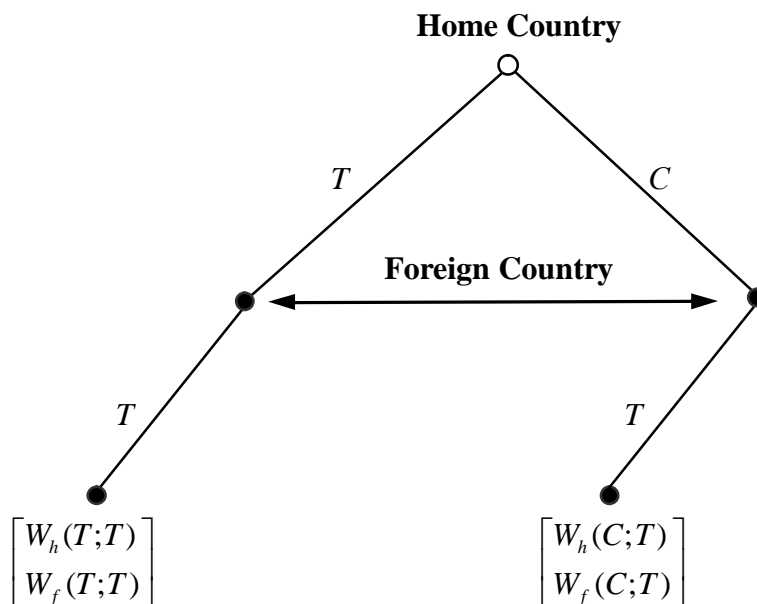 Home Country
T
C
Foreign Country
T
T
[W_h(T;T)]
[W_h(C;T)]
[W_f(T;T)]
[W_f(C;T)]